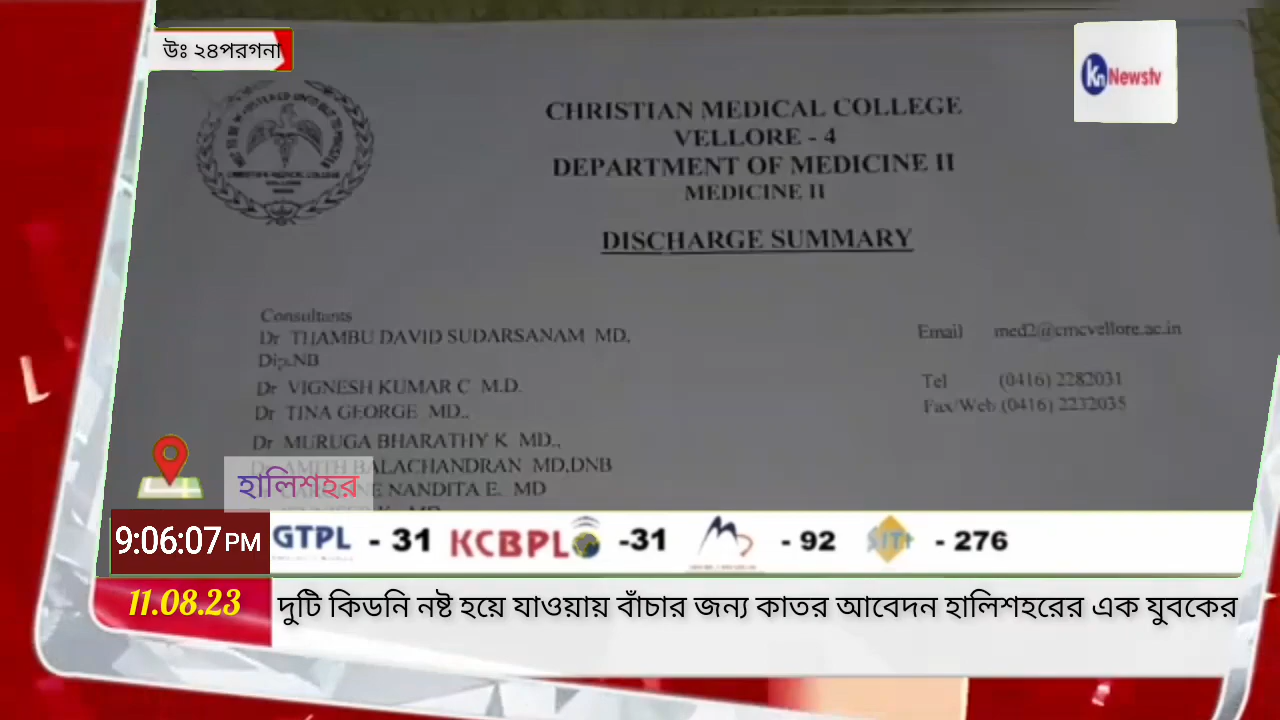 উঃ ২৪পরগনা
Kn Newstv
CHRISTIAN MEDICAL COLLEGE
VELLORE - 4
DEPARTMENT OF MEDICINE II
MEDICINE II
DISCHARGE SUMMARY
Consultants
Dr THAMBU DAVID SUDARSANAM MD,
Dip.NB
Dr VIGNESH KUMAR C M.D.
Dr TINA GEORGE MD.,
Dr MURUGA BHARATHY K MD.,
AMITH BALACHANDRAN MD,DNB
NANDITA E. MD
Email med2@cmcvellore.ac.in
Tel (0416) 2282031
Fax/Web (0416) 2232035
হালিশহর
9:06:07 PM
GTPL - 31 KCBPL -31 - 92 SITI - 276
11.08.23
দুটি কিডনি নষ্ট হয়ে যাওয়ায় বাঁচার জন্য কাতর আবেদন হালিশহরের এক যুবকের